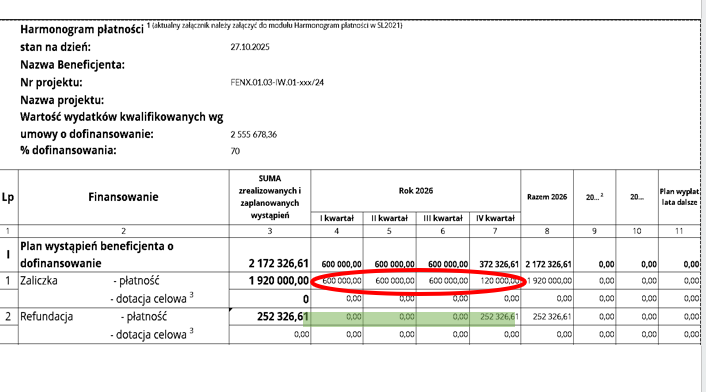 Harmonogram płatności 1 (aktualny załącznik należy załączyć do modułu Harmonogram płatności w SL2021)
stan na dzień: 27.10.2025
Nazwa Beneficjenta:
Nr projektu: FENX.01.03-IW.01-xxx/24
Nazwa projektu:
Wartość wydatków kwalifikowanych wg
umowy o dofinansowanie: 2 555 678,36
% dofinansowania: 70
Lp Finansowanie SUMA zrealizowanych i zaplanowanych wystąpień Rok 2026 Razem 2026 20... 2 20... Plan wypłat lata dalsze
I kwartał II kwartał III kwartał IV kwartał
1 2 3 4 5 6 7 8 9 10 11
I Plan wystąpień beneficjenta o dofinansowanie 2 172 326,61 600 000,00 600 000,00 600 000,00 372 326,61 2 172 326,61 0,00 0,00 0,00
1 Zaliczka - płatność 1 920 000,00 600 000,00 600 000,00 600 000,00 120 000,00 1 920 000,00 0,00 0,00 0,00
- dotacja celowa 3 0 0,00 0,00 0,00 0,00 0,00 0,00 0,00 0,00
2 Refundacja - płatność 252 326,61 0,00 0,00 0,00 252 326,61 252 326,61 0,00 0,00 0,00
- dotacja celowa 3 0,00 0,00 0,00 0,00 0,00 0,00 0,00 0,00 0,00